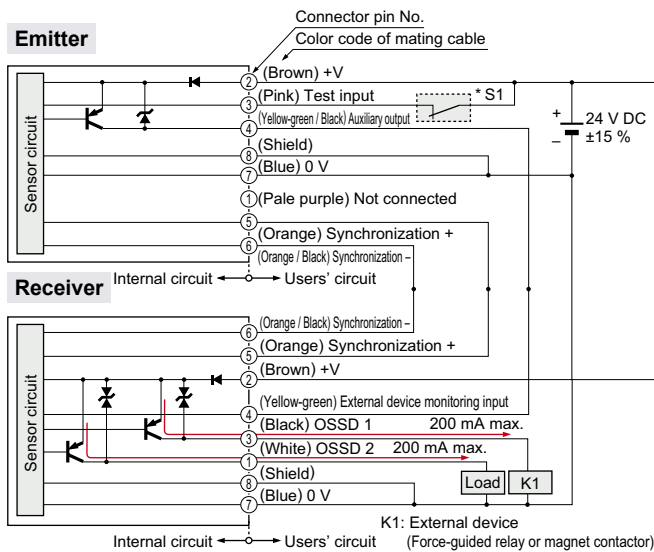 Connector pin No.
Color code of mating cable
Emitter
Sensor circuit
2 (Brown) +V
3 (Pink) Test input
* S1
4 (Yellow-green / Black) Auxiliary output
+
24 V DC
–
±15 %
8 (Shield)
7 (Blue) 0 V
1 (Pale purple) Not connected
5
(Orange) Synchronization +
6
(Orange / Black) Synchronization –
Internal circuit
Users' circuit
Receiver
Sensor circuit
(Orange / Black) Synchronization –
6
(Orange) Synchronization +
5
(Brown) +V
2
(Yellow-green) External device monitoring input
4
(Black) OSSD 1 200 mA max.
3
(White) OSSD 2 200 mA max.
1
(Shield)
8
Load
K1
(Blue) 0 V
7
K1: External device
(Force-guided relay or magnet contactor)
Internal circuit
Users' circuit